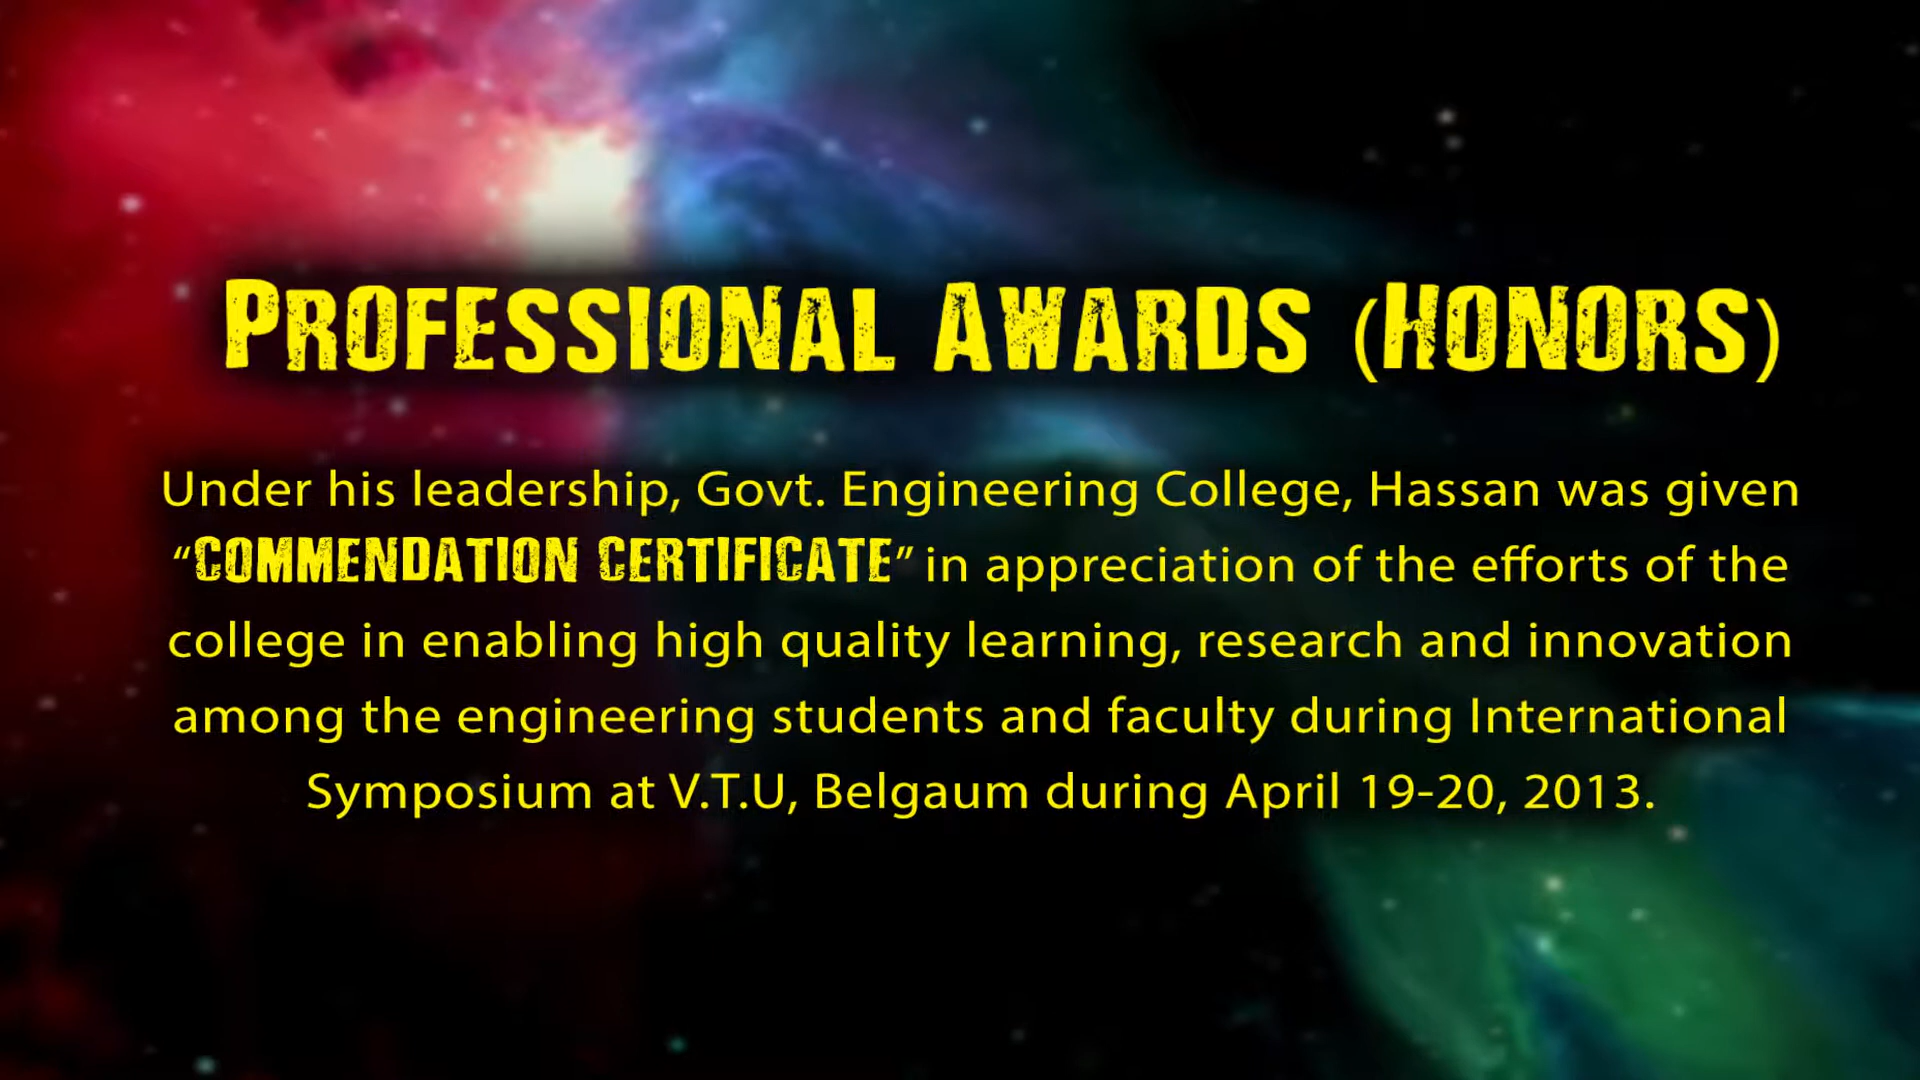 Professional Awards (Honors)
Under his leadership, Govt. Engineering College, Hassan was given
“COMMENDATION CERTIFICATE” in appreciation of the efforts of the
college in enabling high quality learning, research and innovation
among the engineering students and faculty during International
Symposium at V.T.U, Belgaum during April 19-20, 2013.